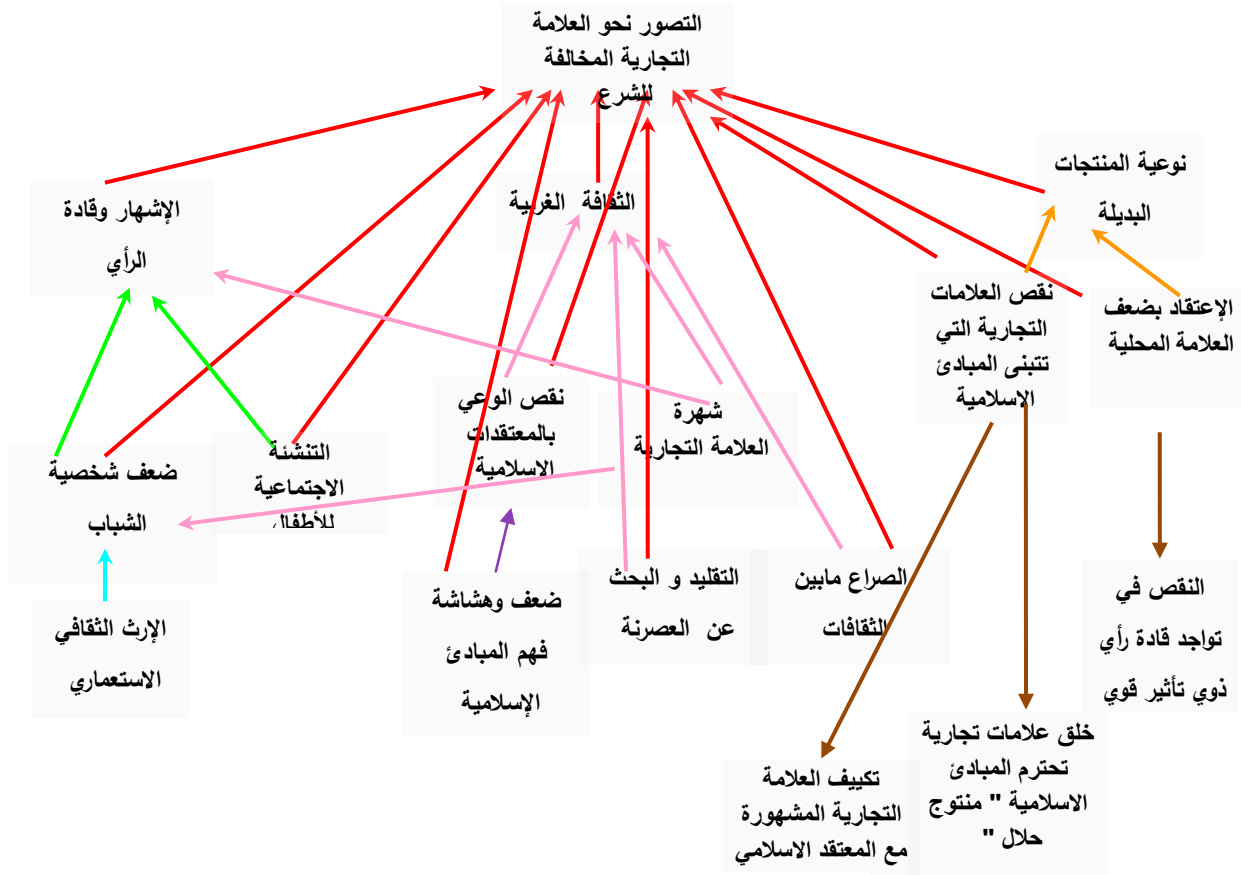 التصور نحو العلامة
التجارية المخالفة
للشرع
نوعية المنتجات
البديلة
الثقافة الغربية
الإشهار وقادة
الرأي
نقص العلامات
التجارية التي
تتبنى المبادئ
الاسلامية
الإعتقاد بضعف
العلامة المحلية
نقص الوعي
بالمعتقدات
الاسلامية
شهرة
العلامة التجارية
التنشئة
الاجتماعية
للأطفال
ضعف شخصية
الشباب
الصراع مابين
الثقافات
التقليد و البحث
عن العصرنة
ضعف وهشاشة
فهم المبادئ
الإسلامية
الإرث الثقافي
الاستعماري
النقص في
تواجد قادة رأي
ذوي تأثير قوي
خلق علامات تجارية
تحترم المبادئ
الاسلامية " منتوج
حلال "
تكييف العلامة
التجارية المشهورة
مع المعتقد الاسلامي